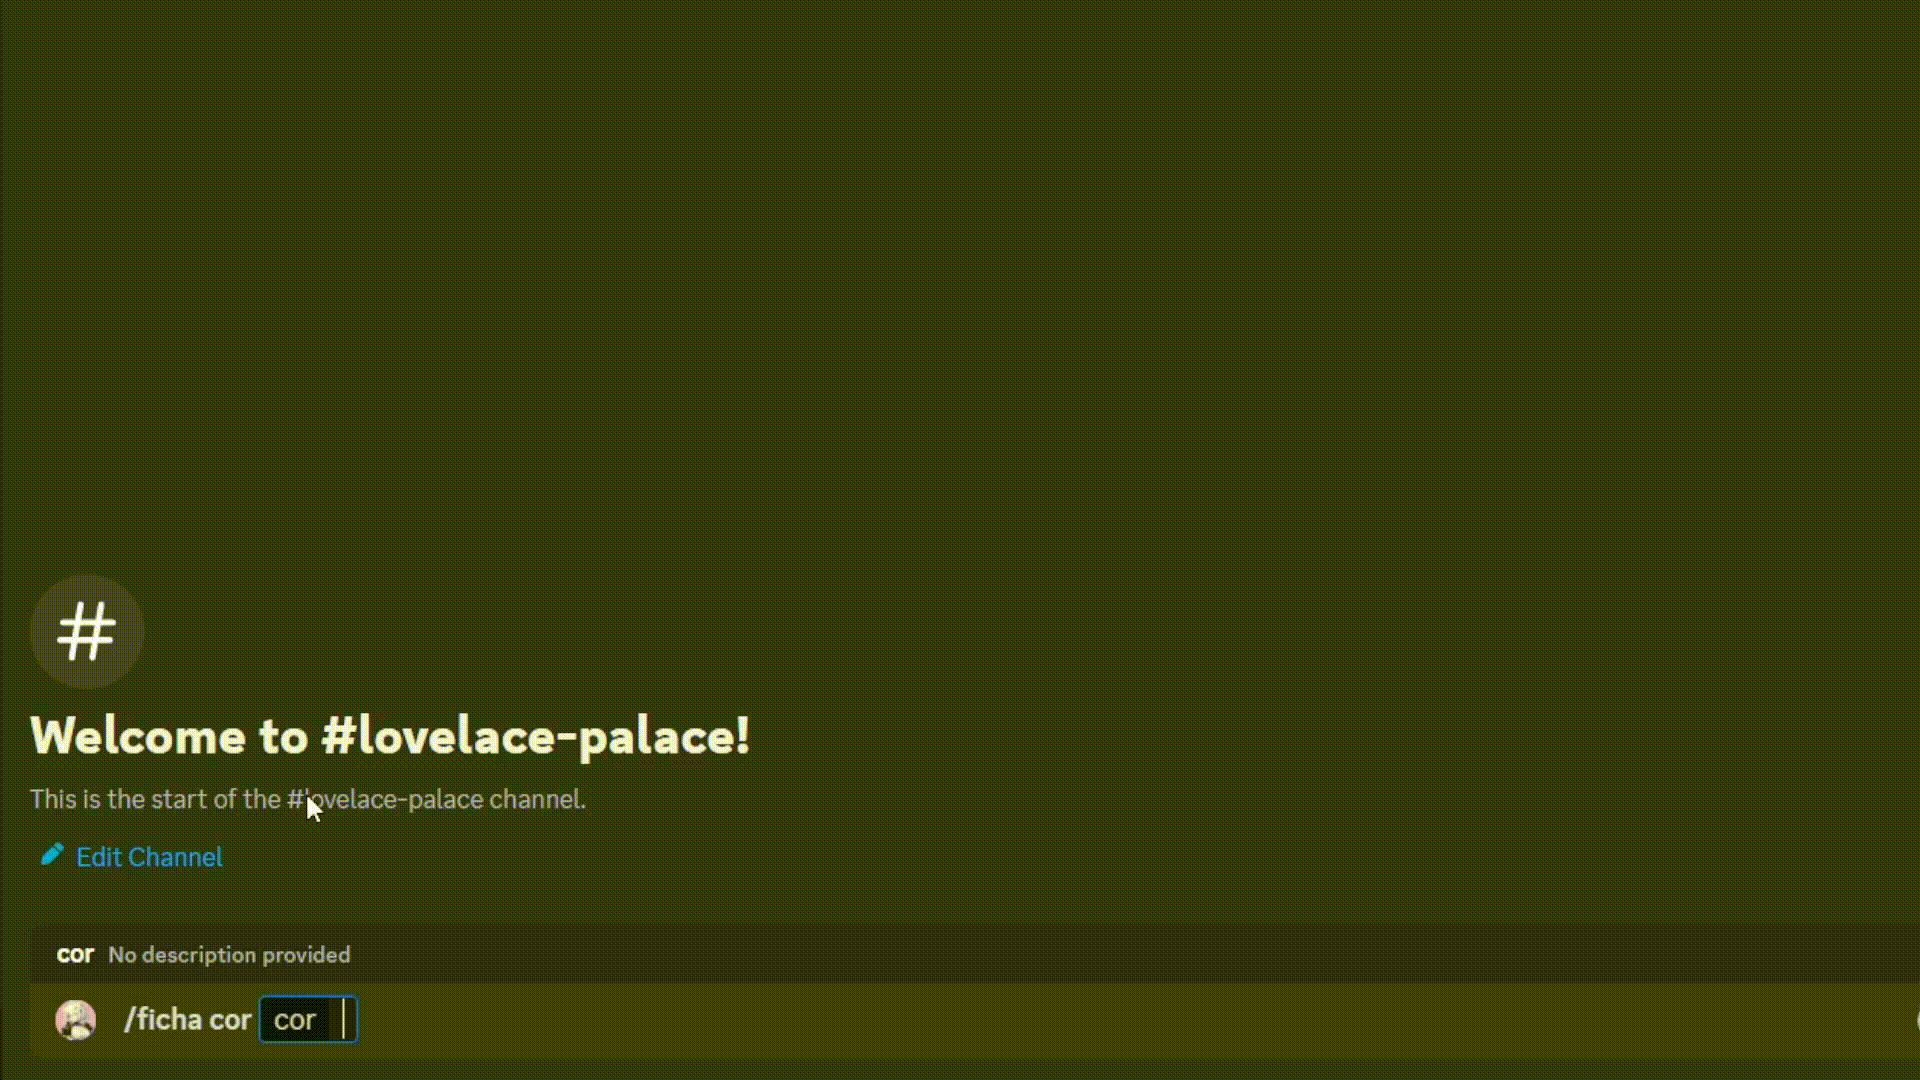 #
Welcome to #lovelace-palace!
This is the start of the #lovelace-palace channel.
Edit Channel
cor No description provided
/ficha cor cor